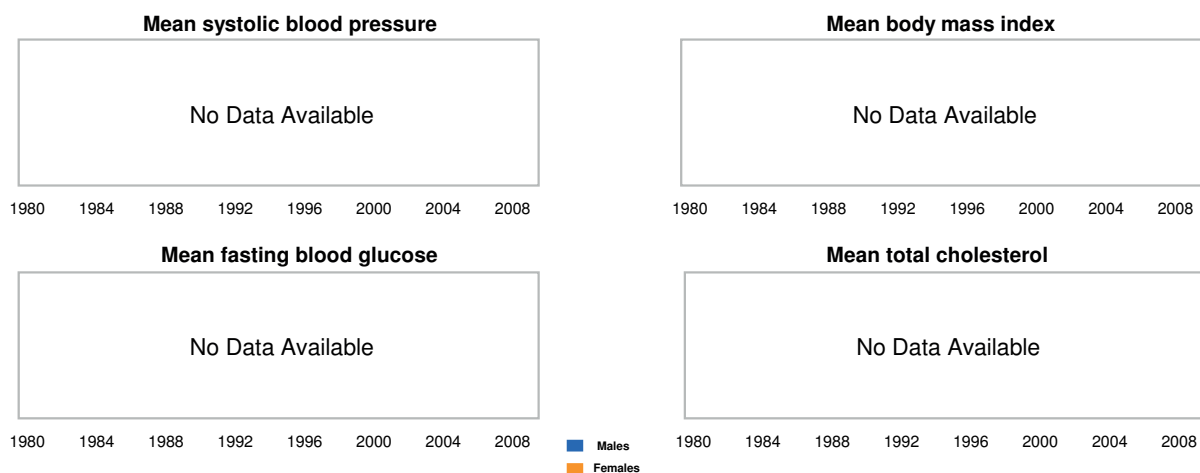 Mean systolic blood pressure
No Data Available
1980 1984 1988 1992 1996 2000 2004 2008
Mean body mass index
No Data Available
1980 1984 1988 1992 1996 2000 2004 2008
Mean fasting blood glucose
No Data Available
1980 1984 1988 1992 1996 2000 2004 2008
Mean total cholesterol
No Data Available
1980 1984 1988 1992 1996 2000 2004 2008
Males
Females